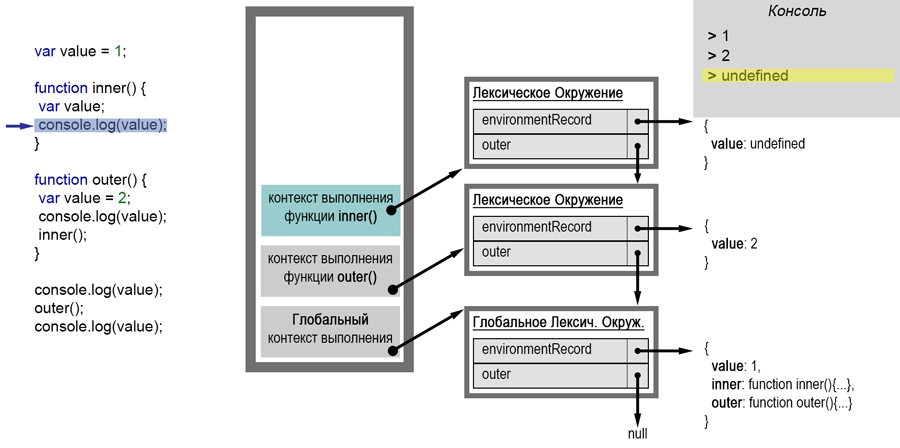 var value = 1;
function inner() {
var value;
console.log(value);
}
function outer() {
var value = 2;
console.log(value);
inner();
}
console.log(value);
outer();
console.log(value);
контекст выполнения
функции inner()
контекст выполнения
функции outer()
Глобальный
контекст выполнения
Лексическое Окружение
environmentRecord
outer
Лексическое Окружение
environmentRecord
outer
Глобальное Лексич. Окруж.
environmentRecord
outer
null
Консоль
> 1
> 2
> undefined
{
value: undefined
}
{
value: 2
}
{
value: 1,
inner: function inner(){...},
outer: function outer(){...}
}